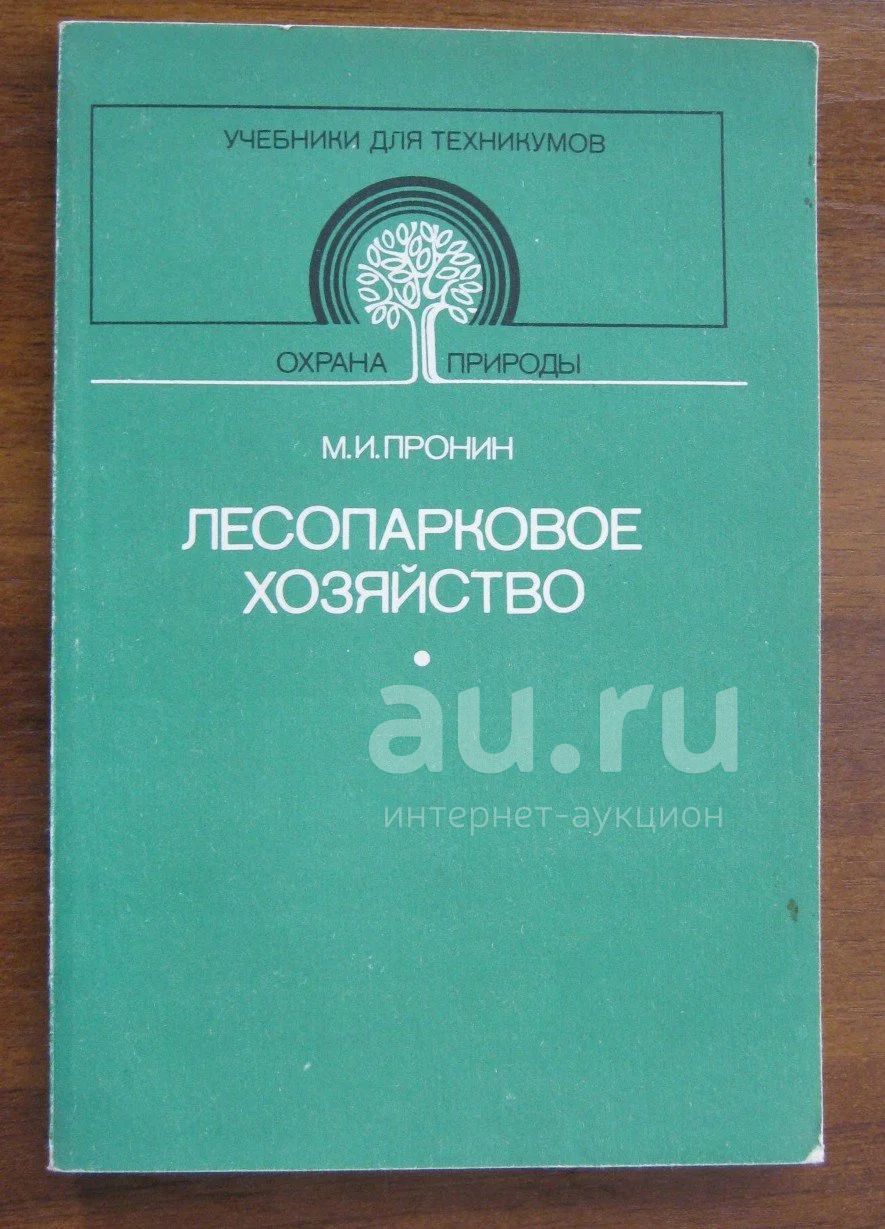 УЧЕБНИКИ ДЛЯ ТЕХНИКУМОВ
ОХРАНА ПРИРОДЫ
М.И.ПРОНИН
ЛЕСОПАРКОВОЕ
ХОЗЯЙСТВО
au.ru
интернет-аукцион